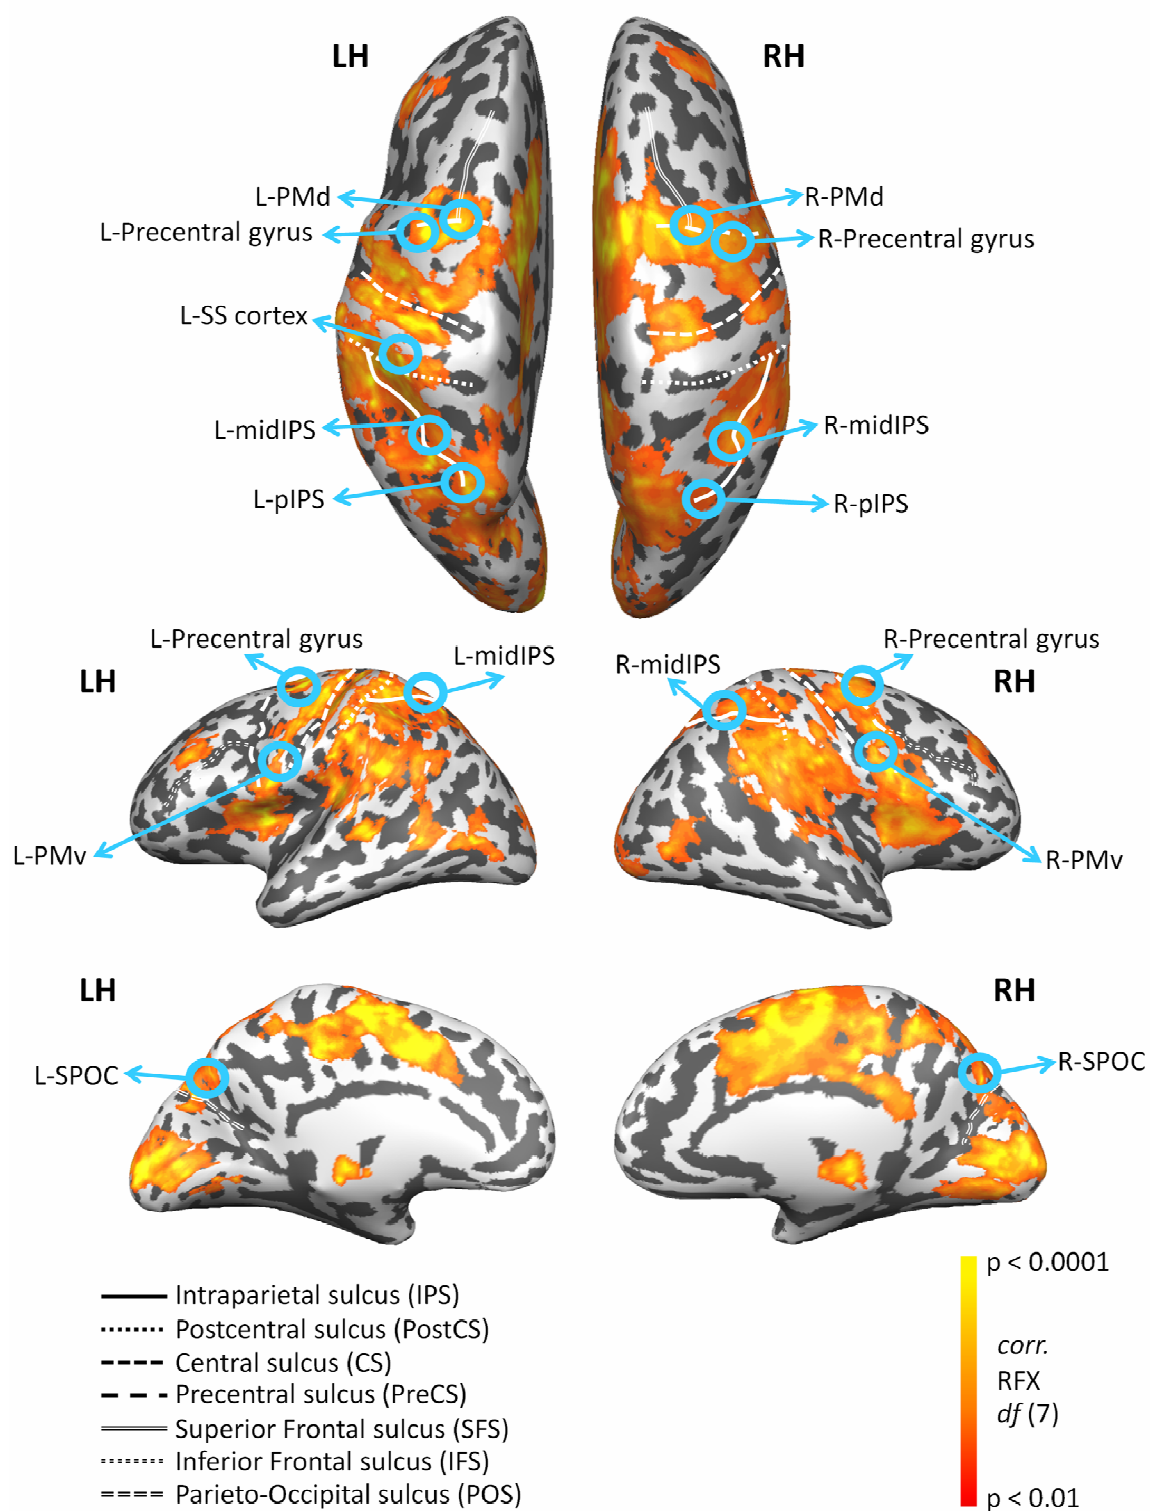 LH
RH
L-PMd
R-PMd
L-Precentral gyrus
R-Precentral gyrus
L-SS cortex
L-midIPS
R-midIPS
L-pIPS
R-pIPS
L-Precentral gyrus
R-Precentral gyrus
L-midIPS
R-midIPS
LH
RH
L-PMv
R-PMv
LH
RH
L-SPOC
R-SPOC
Intraparietal sulcus (IPS)
Postcentral sulcus (PostCS)
Central sulcus (CS)
Precentral sulcus (PreCS)
Superior Frontal sulcus (SFS)
Inferior Frontal sulcus (IFS)
Parieto-Occipital sulcus (POS)
p < 0.0001
corr.
RFX
df (7)
p < 0.01